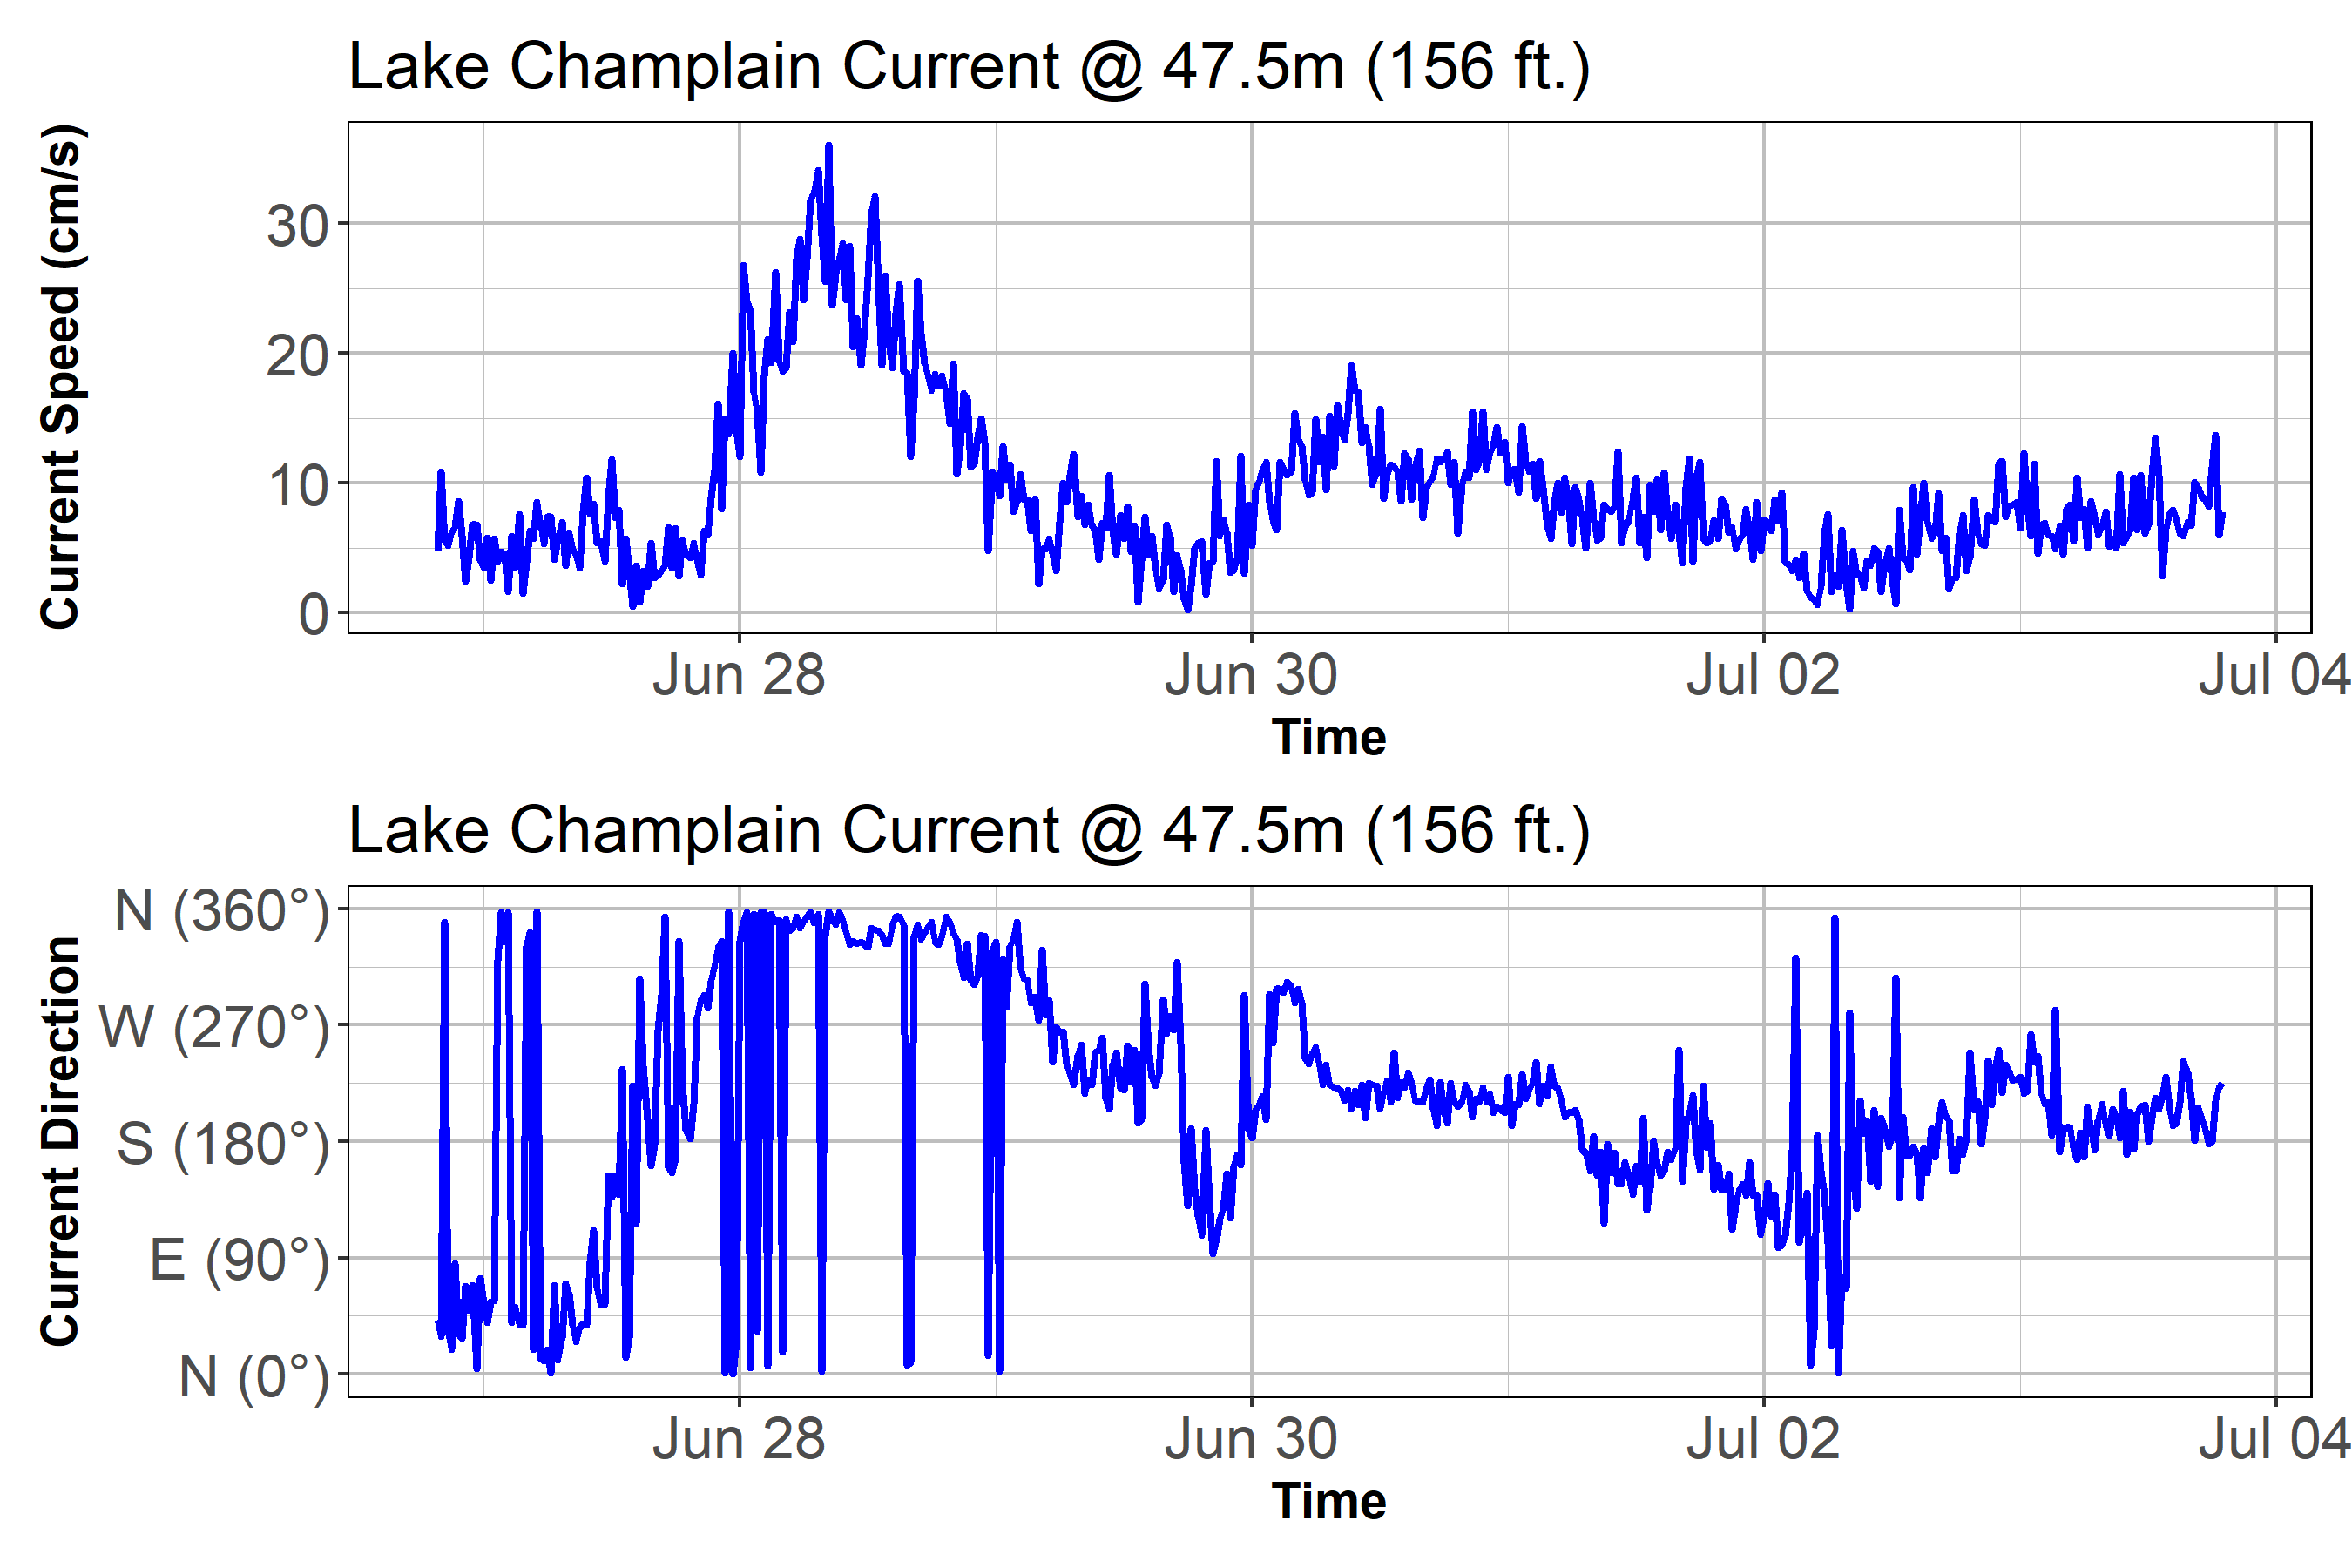 Lake Champlain Current @ 47.5m (156 ft.)
Current Speed (cm/s)
30
20
10
0
Jun 28 Jun 30 Jul 02 Jul 04
Time
Lake Champlain Current @ 47.5m (156 ft.)
Current Direction
N (360°)
W (270°)
S (180°)
E (90°)
N (0°)
Jun 28 Jun 30 Jul 02 Jul 04
Time